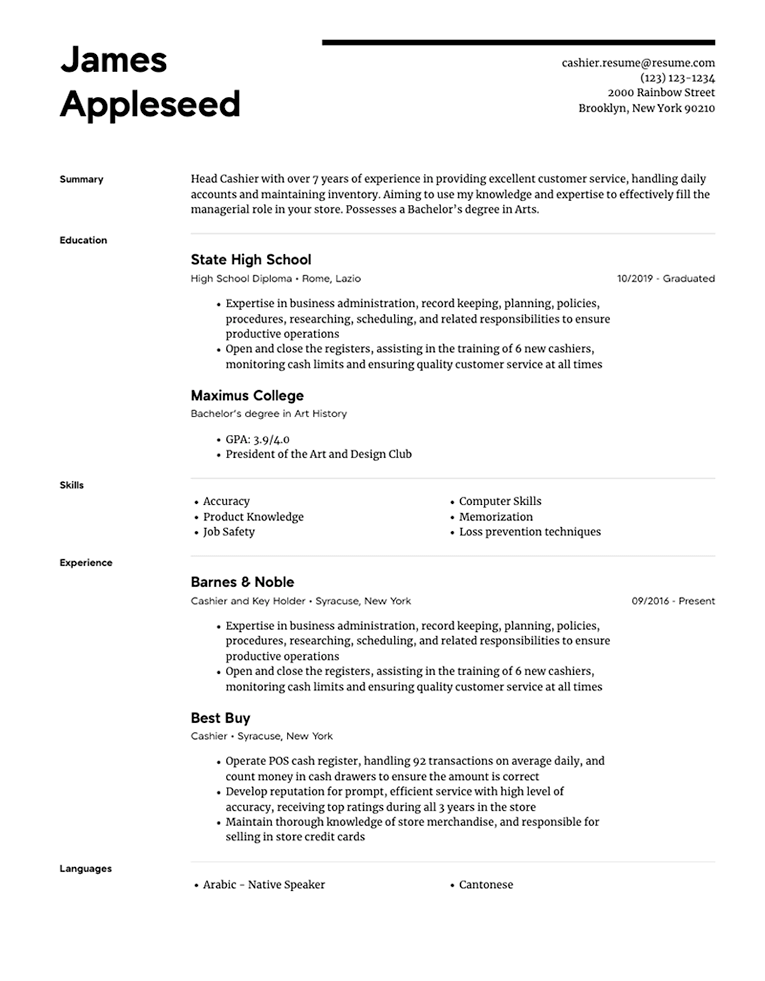 James
Appleseed
cashier.resume@resume.com
(123) 123-1234
2000 Rainbow Street
Brooklyn, New York 90210
Summary
Head Cashier with over 7 years of experience in providing excellent customer service, handling daily
accounts and maintaining inventory. Aiming to use my knowledge and expertise to effectively fill the
managerial role in your store. Possesses a Bachelor's degree in Arts.
Education
State High School
High School Diploma • Rome, Lazio 10/2019 - Graduated
• Expertise in business administration, record keeping, planning, policies,
procedures, researching, scheduling, and related responsibilities to ensure
productive operations
• Open and close the registers, assisting in the training of 6 new cashiers,
monitoring cash limits and ensuring quality customer service at all times
Maximus College
Bachelor's degree in Art History
• GPA: 3.9/4.0
• President of the Art and Design Club
Skills
• Accuracy
• Product Knowledge
• Job Safety
• Computer Skills
• Memorization
• Loss prevention techniques
Experience
Barnes & Noble
Cashier and Key Holder • Syracuse, New York 09/2016 - Present
• Expertise in business administration, record keeping, planning, policies,
procedures, researching, scheduling, and related responsibilities to ensure
productive operations
• Open and close the registers, assisting in the training of 6 new cashiers,
monitoring cash limits and ensuring quality customer service at all times
Best Buy
Cashier • Syracuse, New York
• Operate POS cash register, handling 92 transactions on average daily, and
count money in cash drawers to ensure the amount is correct
• Develop reputation for prompt, efficient service with high level of
accuracy, receiving top ratings during all 3 years in the store
• Maintain thorough knowledge of store merchandise, and responsible for
selling in store credit cards
Languages
• Arabic - Native Speaker
• Cantonese